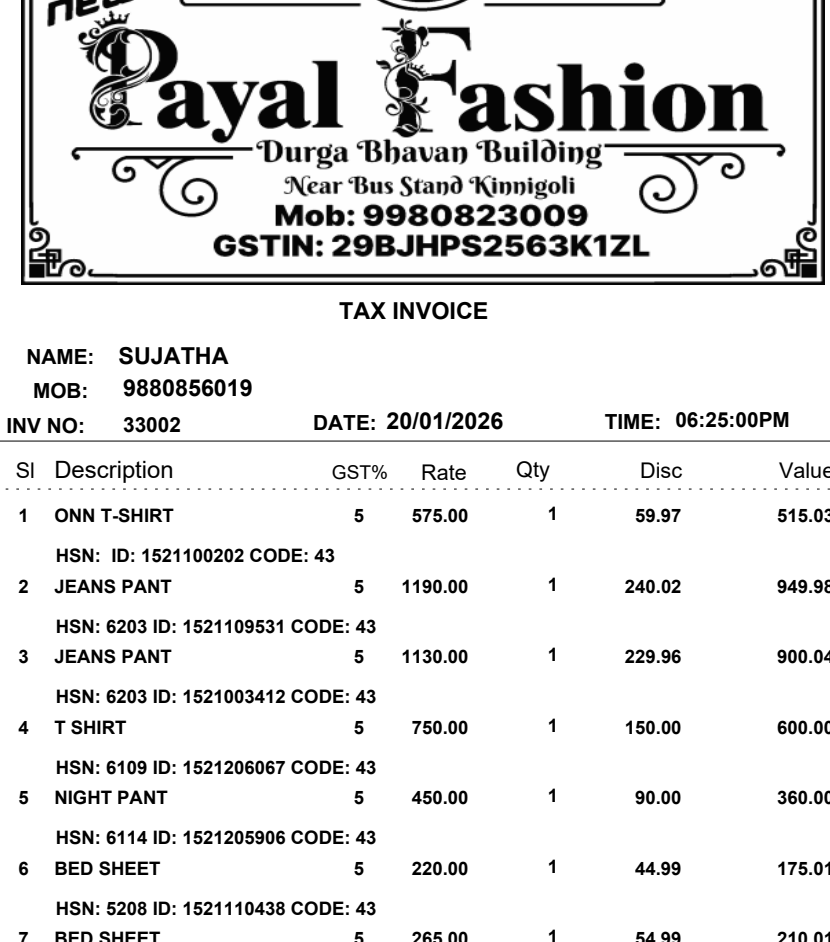 Payal Fashion
Durga Bhavan Building
Near Bus Stand Kinnigoli
Mob: 9980823009
GSTIN: 29BJHPS2563K1ZL
TAX INVOICE
NAME: SUJATHA
MOB: 9880856019
INV NO: 33002 DATE: 20/01/2026 TIME: 06:25:00PM
Sl Description GST% Rate Qty Disc Value
1 ONN T-SHIRT 5 575.00 1 59.97 515.03
HSN: ID: 1521100202 CODE: 43
2 JEANS PANT 5 1190.00 1 240.02 949.98
HSN: 6203 ID: 1521109531 CODE: 43
3 JEANS PANT 5 1130.00 1 229.96 900.04
HSN: 6203 ID: 1521003412 CODE: 43
4 T SHIRT 5 750.00 1 150.00 600.00
HSN: 6109 ID: 1521206067 CODE: 43
5 NIGHT PANT 5 450.00 1 90.00 360.00
HSN: 6114 ID: 1521205906 CODE: 43
6 BED SHEET 5 220.00 1 44.99 175.01
HSN: 5208 ID: 1521110438 CODE: 43
7 BED SHEET 5 265.00 1 54.99 210.01